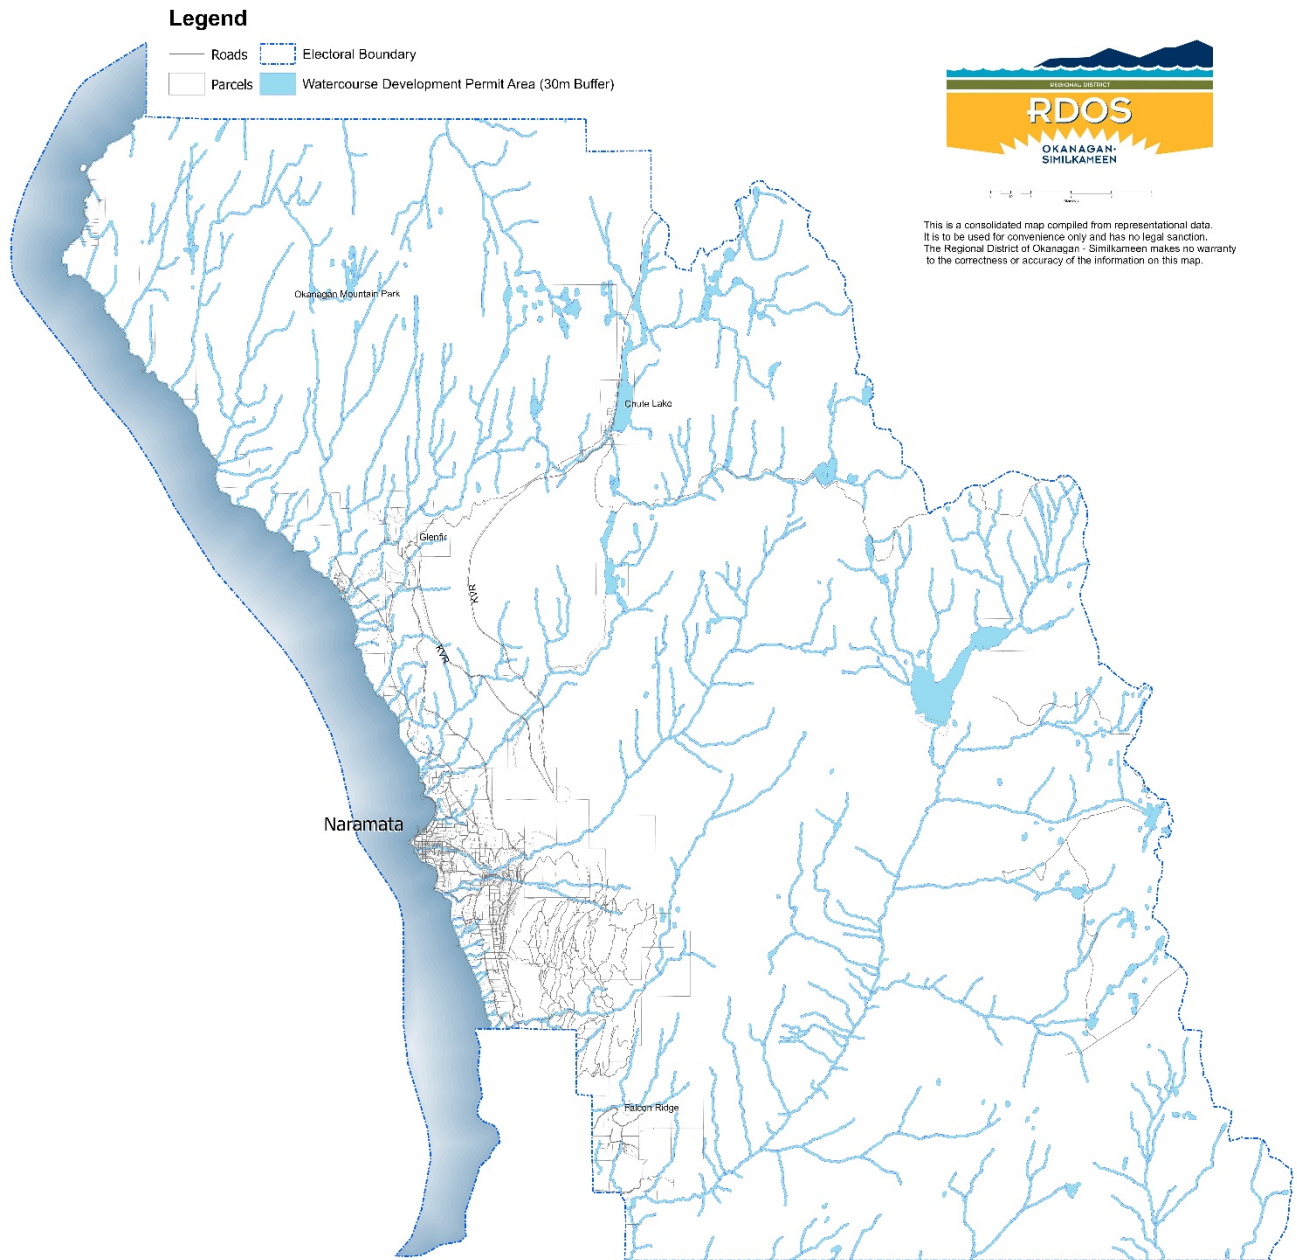 Legend
Roads
Electoral Boundary
Parcels
Watercourse Development Permit Area (30m Buffer)
REGIONAL DISTRICT
RDOS
OKANAGAN-
SIMILKAMEEN
This is a consolidated map compiled from representational data.
It is to be used for convenience only and has no legal sanction.
The Regional District of Okanagan - Similkameen makes no warranty
to the correctness or accuracy of the information on this map.
Okanagan Mountain Park
Chute Lake
Glenfir
KVR
KVR
Naramata
Falcon Ridge